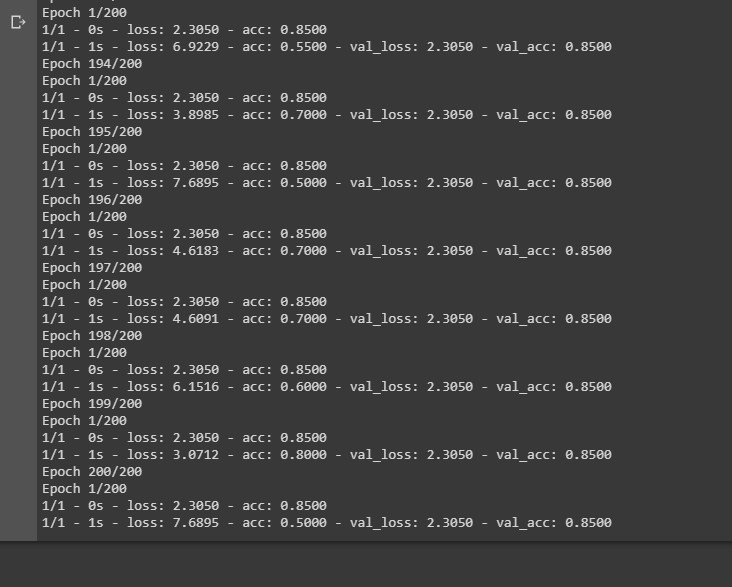 Epoch 1/200
1/1 - 0s - loss: 2.3050 - acc: 0.8500
1/1 - 1s - loss: 6.9229 - acc: 0.5500 - val_loss: 2.3050 - val_acc: 0.8500
Epoch 194/200
Epoch 1/200
1/1 - 0s - loss: 2.3050 - acc: 0.8500
1/1 - 1s - loss: 3.8985 - acc: 0.7000 - val_loss: 2.3050 - val_acc: 0.8500
Epoch 195/200
Epoch 1/200
1/1 - 0s - loss: 2.3050 - acc: 0.8500
1/1 - 1s - loss: 7.6895 - acc: 0.5000 - val_loss: 2.3050 - val_acc: 0.8500
Epoch 196/200
Epoch 1/200
1/1 - 0s - loss: 2.3050 - acc: 0.8500
1/1 - 1s - loss: 4.6183 - acc: 0.7000 - val_loss: 2.3050 - val_acc: 0.8500
Epoch 197/200
Epoch 1/200
1/1 - 0s - loss: 2.3050 - acc: 0.8500
1/1 - 1s - loss: 4.6091 - acc: 0.7000 - val_loss: 2.3050 - val_acc: 0.8500
Epoch 198/200
Epoch 1/200
1/1 - 0s - loss: 2.3050 - acc: 0.8500
1/1 - 1s - loss: 6.1516 - acc: 0.6000 - val_loss: 2.3050 - val_acc: 0.8500
Epoch 199/200
Epoch 1/200
1/1 - 0s - loss: 2.3050 - acc: 0.8500
1/1 - 1s - loss: 3.0712 - acc: 0.8000 - val_loss: 2.3050 - val_acc: 0.8500
Epoch 200/200
Epoch 1/200
1/1 - 0s - loss: 2.3050 - acc: 0.8500
1/1 - 1s - loss: 7.6895 - acc: 0.5000 - val_loss: 2.3050 - val_acc: 0.8500